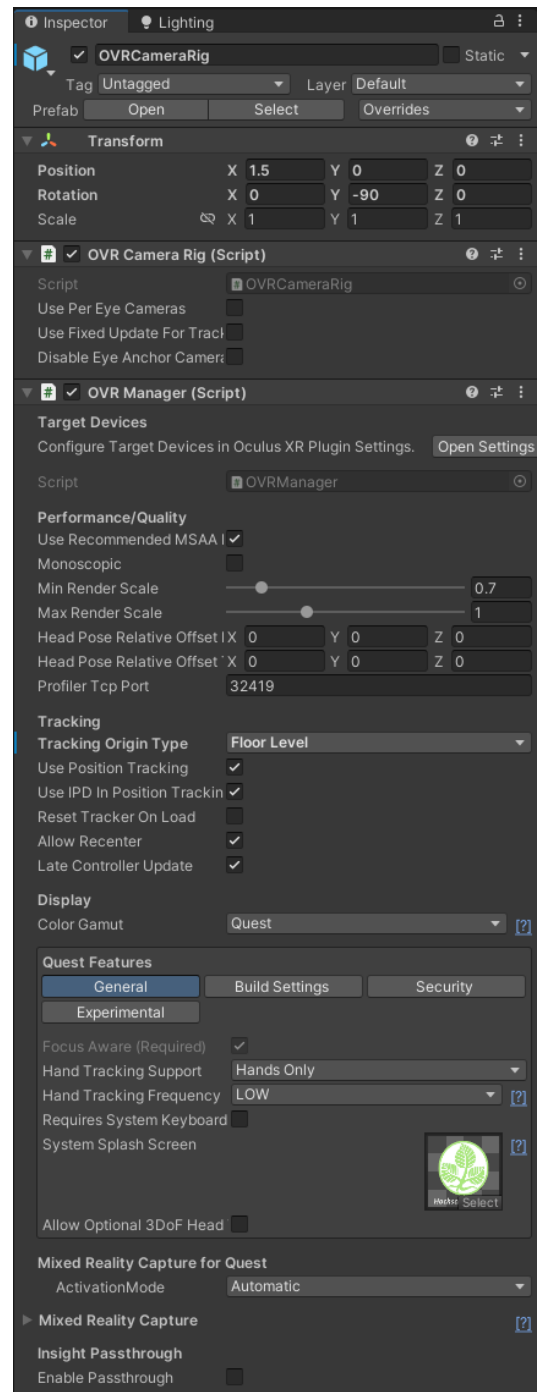 Inspector Lighting
OVRCameraRig Static
Tag Untagged Layer Default
Prefab Open Select Overrides
Transform
Position X 1.5 Y 0 Z 0
Rotation X 0 Y -90 Z 0
Scale X 1 Y 1 Z 1
# OVR Camera Rig (Script)
Script OVRCameraRig
Use Per Eye Cameras
Use Fixed Update For Track
Disable Eye Anchor Camera
# OVR Manager (Script)
Target Devices
Configure Target Devices in Oculus XR Plugin Settings. Open Settings
Script OVRManager
Performance/Quality
Use Recommended MSAA
Monoscopic
Min Render Scale 0.7
Max Render Scale 1
Head Pose Relative Offset X 0 Y 0 Z 0
Head Pose Relative Offset X 0 Y 0 Z 0
Profiler Tcp Port 32419
Tracking
Tracking Origin Type Floor Level
Use Position Tracking
Use IPD In Position Trackin
Reset Tracker On Load
Allow Recenter
Late Controller Update
Display
Color Gamut Quest [?]
Quest Features
General Build Settings Security
Experimental
Focus Aware (Required)
Hand Tracking Support Hands Only
Hand Tracking Frequency LOW [?]
Requires System Keyboard
System Splash Screen [?]
Select
Allow Optional 3DoF Head
Mixed Reality Capture for Quest
ActivationMode Automatic
Mixed Reality Capture [?]
Insight Passthrough
Enable Passthrough